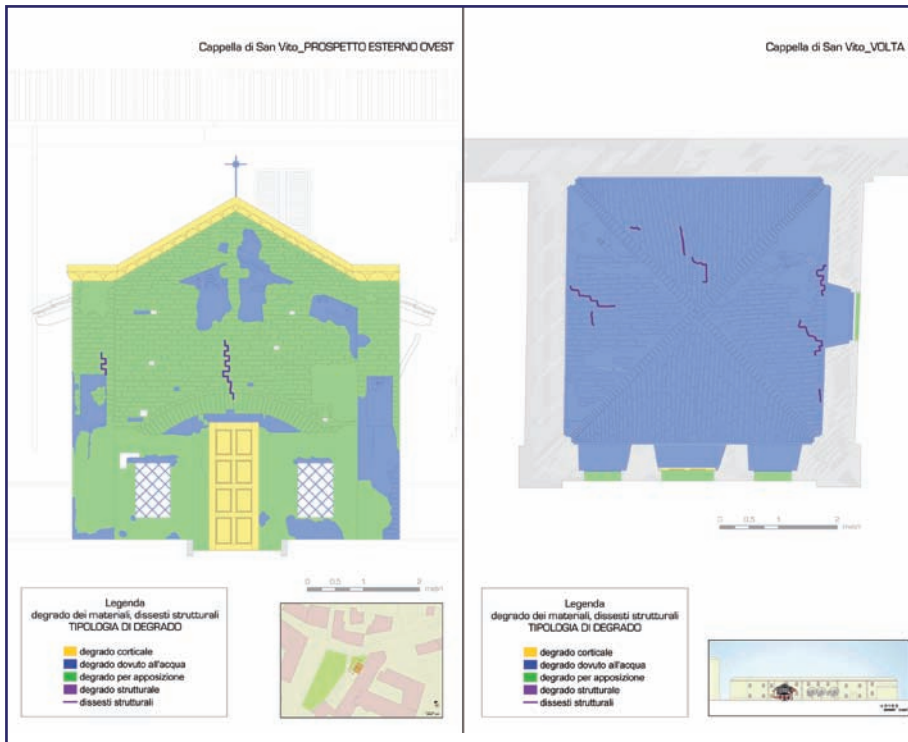 Cappella di San Vito_PROSPETTO ESTERNO OVEST
0 0.5 1 2
metri
Legenda
degrado dei materiali, dissesti strutturali
TIPOLOGIA DI DEGRADO
degrado corticale
degrado dovuto all'acqua
degrado per apposizione
degrado strutturale
dissesti strutturali
Cappella di San Vito_VOLTA
0 0.5 1 2
metri
Legenda
degrado dei materiali, dissesti strutturali
TIPOLOGIA DI DEGRADO
degrado corticale
degrado dovuto all'acqua
degrado per apposizione
degrado strutturale
dissesti strutturali